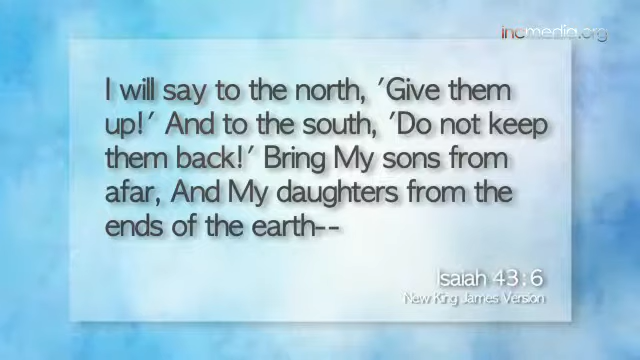 incmedia.org
I will say to the north, 'Give them
up!' And to the south, 'Do not keep
them back!' Bring My sons from
afar, And My daughters from the
ends of the earth--
Isaiah 43:6
New King James Version